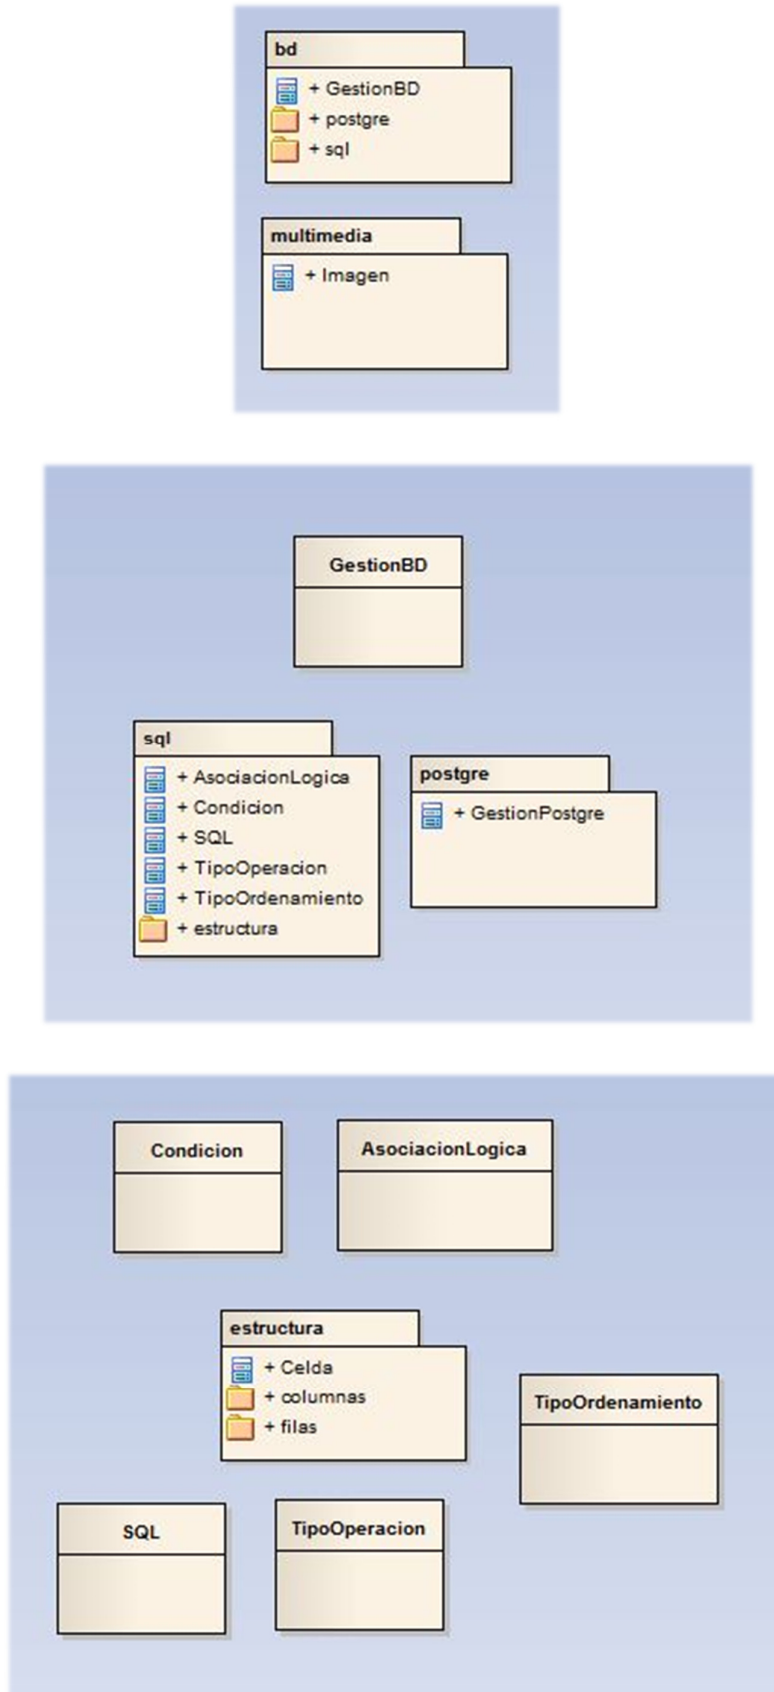 bd
+ GestionBD
+ postgre
+ sql
multimedia
+ Imagen
GestionBD
sql
+ AsociacionLogica
+ Condicion
+ SQL
+ TipoOperacion
+ TipoOrdenamiento
+ estructura
postgre
+ GestionPostgre
Condicion
AsociacionLogica
estructura
+ Celda
+ columnas
+ filas
TipoOrdenamiento
SQL
TipoOperacion